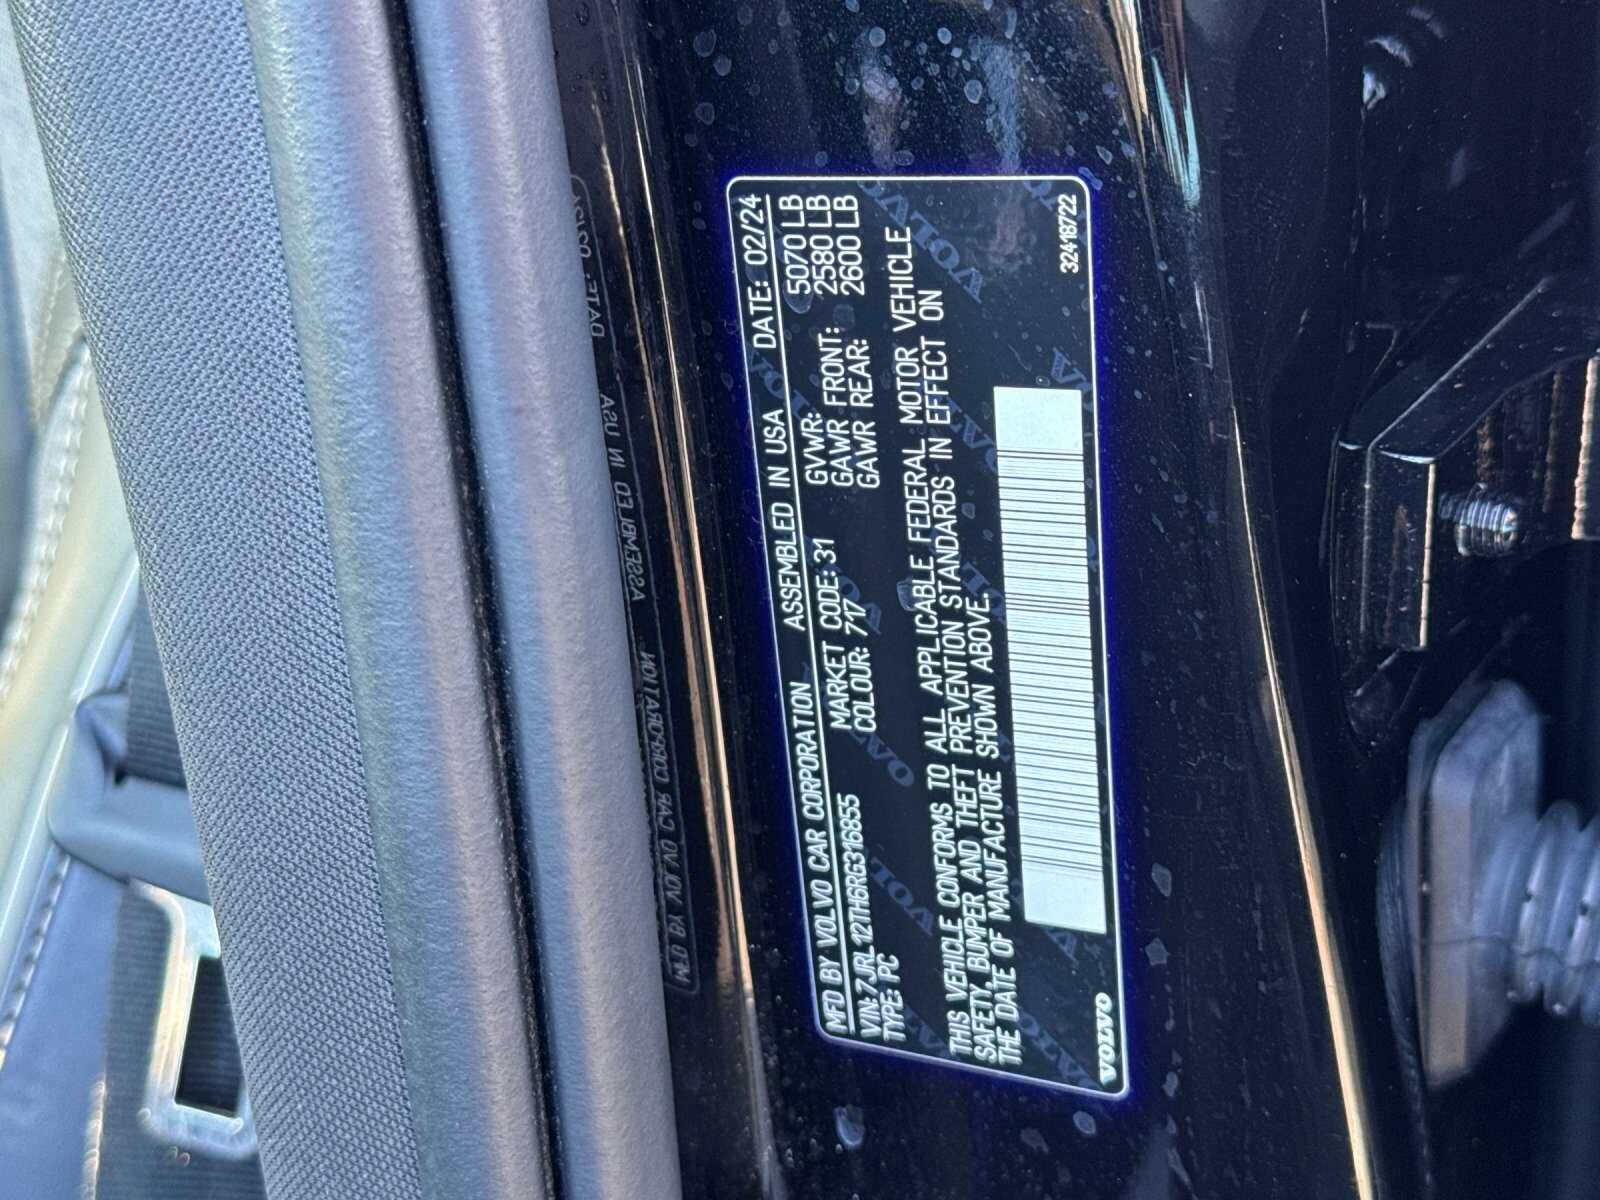 MFD BY VOLVO CAR CORPORATION ASSEMBLED IN USA DATE: 02/24
VIN: 7JRL12TH6RG316855 MARKET CODE: 31 GVWR: 5070 LB
TYPE: PC COLOUR: 717 GAWR FRONT: 2580 LB
GAWR REAR: 2600 LB
THIS VEHICLE CONFORMS TO ALL APPLICABLE FEDERAL MOTOR VEHICLE
SAFETY, BUMPER AND THEFT PREVENTION STANDARDS IN EFFECT ON
THE DATE OF MANUFACTURE SHOWN ABOVE.
VOLVO 32418722